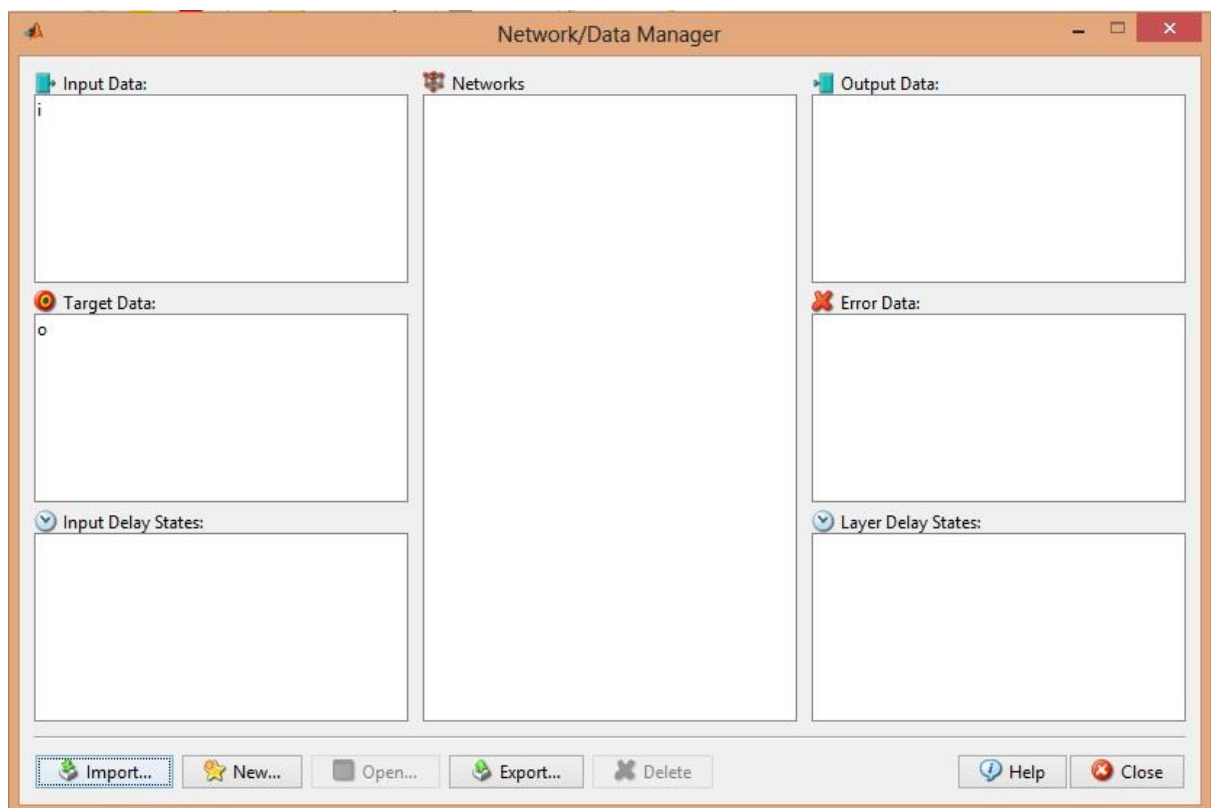 Network/Data Manager
Input Data:
Networks
Output Data:
i
Target Data:
Error Data:
o
Input Delay States:
Layer Delay States:
Import...
New...
Open...
Export...
Delete
Help
Close